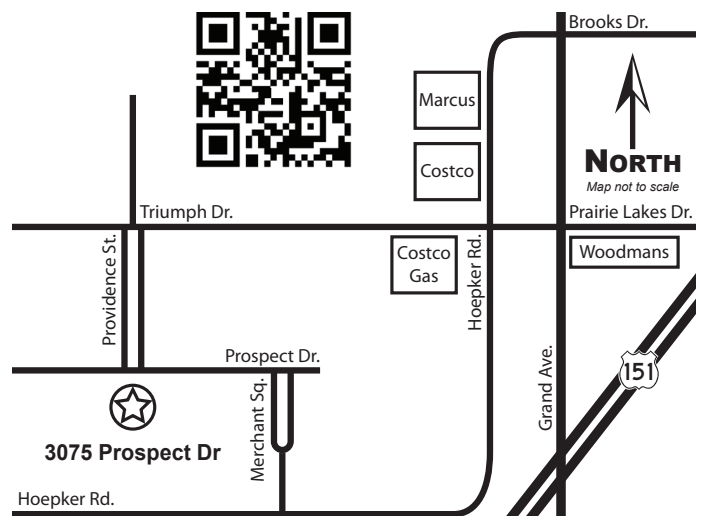 Brooks Dr.
Marcus
Costco
NORTH
Map not to scale
Triumph Dr.
Prairie Lakes Dr.
Providence St.
Costco
Gas
Hoepker Rd.
Woodmans
Prospect Dr.
151
Grand Ave.
Merchant Sq.
3075 Prospect Dr
Hoepker Rd.